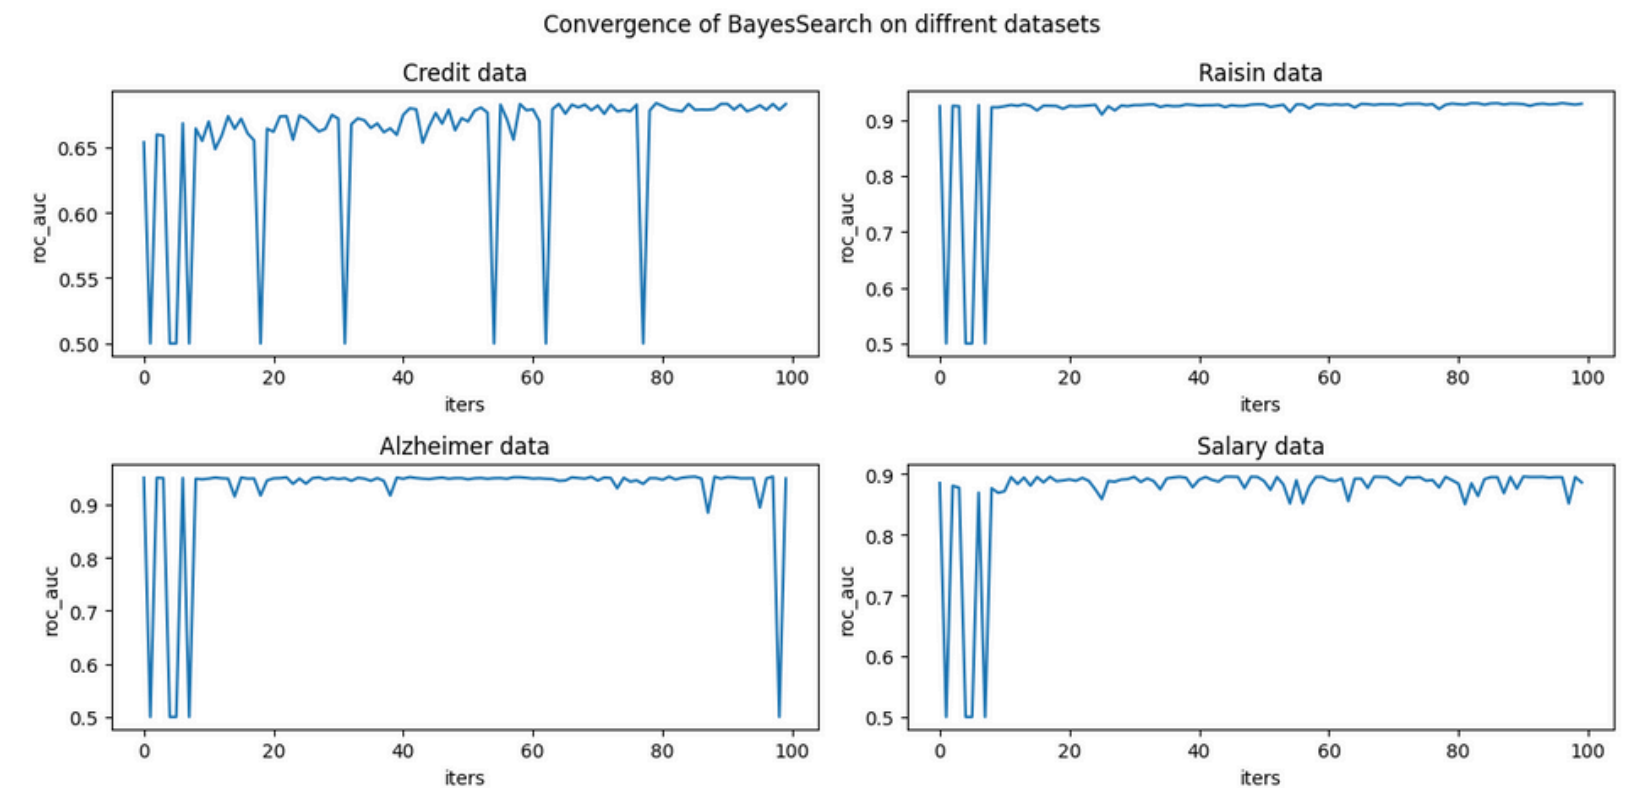 Convergence of BayesSearch on diffrent datasets
Credit data
roc_auc
0.65
0.60
0.55
0.50
0 20 40 60 80 100
iters
Raisin data
roc_auc
0.9
0.8
0.7
0.6
0.5
0 20 40 60 80 100
iters
Alzheimer data
roc_auc
0.9
0.8
0.7
0.6
0.5
0 20 40 60 80 100
iters
Salary data
roc_auc
0.9
0.8
0.7
0.6
0.5
0 20 40 60 80 100
iters